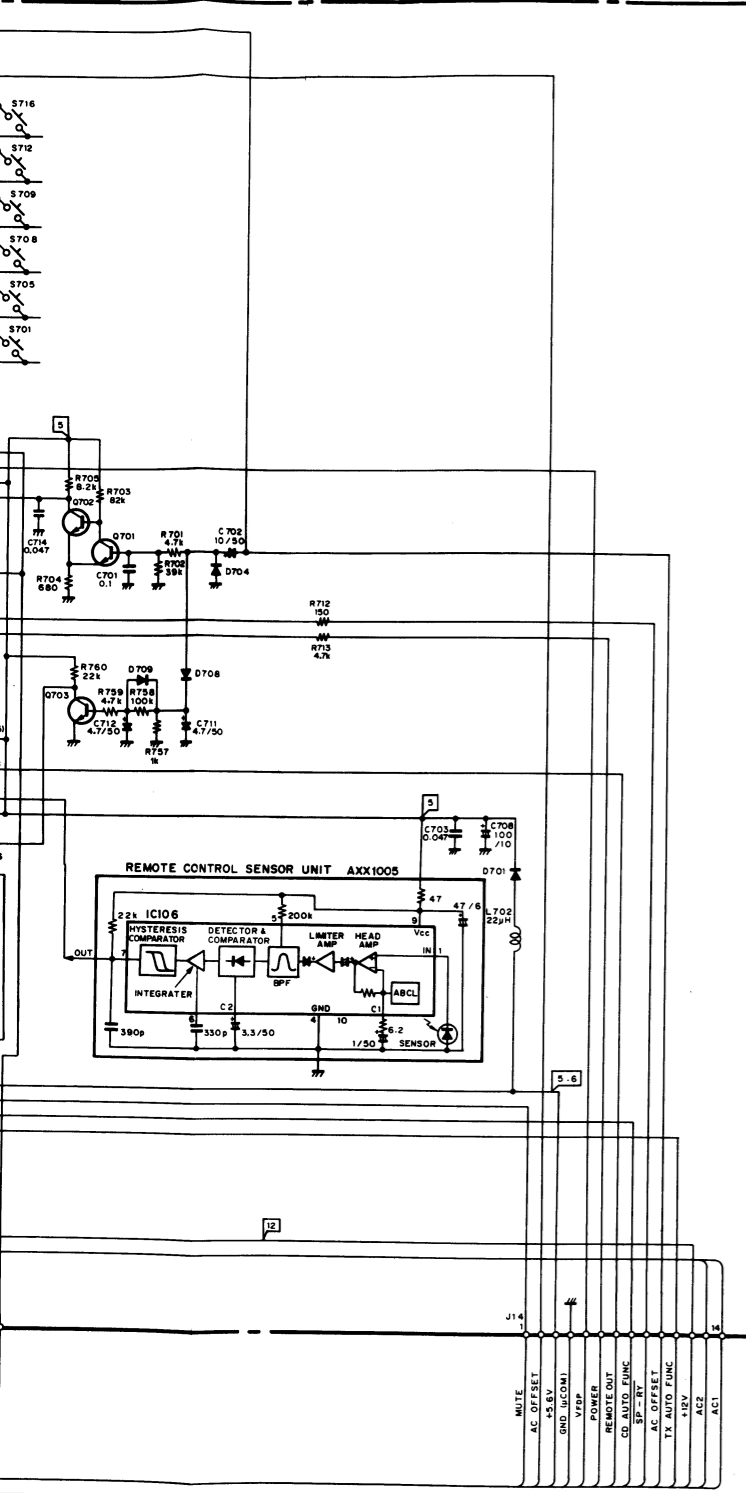 S716
S712
S709
S708
S705
S701
5
R705
8.2k
R703
82k
Q702
C714
0.047
Q701
R701
4.7k
C702
10/50
R702
39k
D704
C701
0.1
R704
680
R712
150
R713
4.7k
R760
22k
D709
D708
Q703
R759
4.7k
R758
100k
C712
4.7/50
C711
4.7/50
R757
1k
5
C703
0.047
C708
100
/10
D701
REMOTE CONTROL SENSOR UNIT AXX1005
47
47/6
L702
22μH
22k
IC106
5
200k
9
Vcc
HYSTERESIS
COMPARATOR
DETECTOR &
COMPARATOR
LIMITER
AMP
HEAD
AMP
IN
1
OUT
7
INTEGRATER
BPF
ABCL
C2
GND
C1
6
4
10
390p
330p
3.3/50
6.2
1/50
SENSOR
5.6
12
J14
1
14
MUTE
AC OFFSET
+5.6V
GND (μCOM)
VFDP
POWER
REMOTE OUT
CD AUTO FUNC
SP-RY
AC OFFSET
TX AUTO FUNC
+12V
AC2
AC1